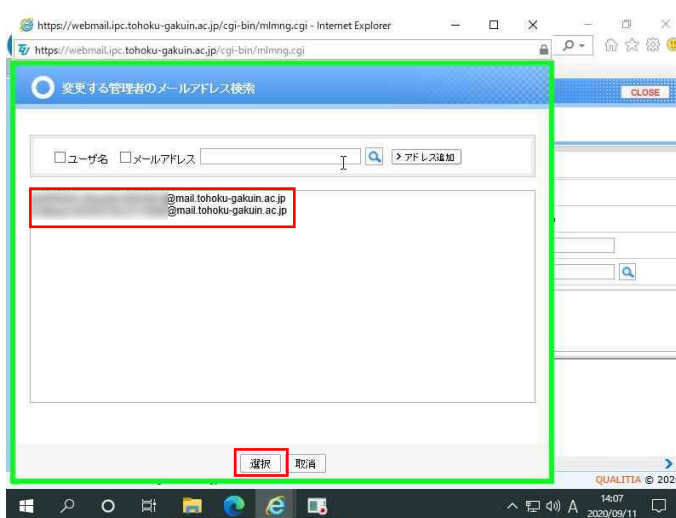 https://webmail.ipc.tohoku-gakuin.ac.jp/cgi-bin/mlmng.cgi - Internet Explorer
https://webmail.ipc.tohoku-gakuin.ac.jp/cgi-bin/mlmng.cgi
変更する管理者のメールアドレス検索
CLOSE
ユーザ名 メールアドレス
アドレス追加
@mail.tohoku-gakuin.ac.jp
@mail.tohoku-gakuin.ac.jp
選択 取消
QUALITIA © 202
A 14:07
2020/09/11